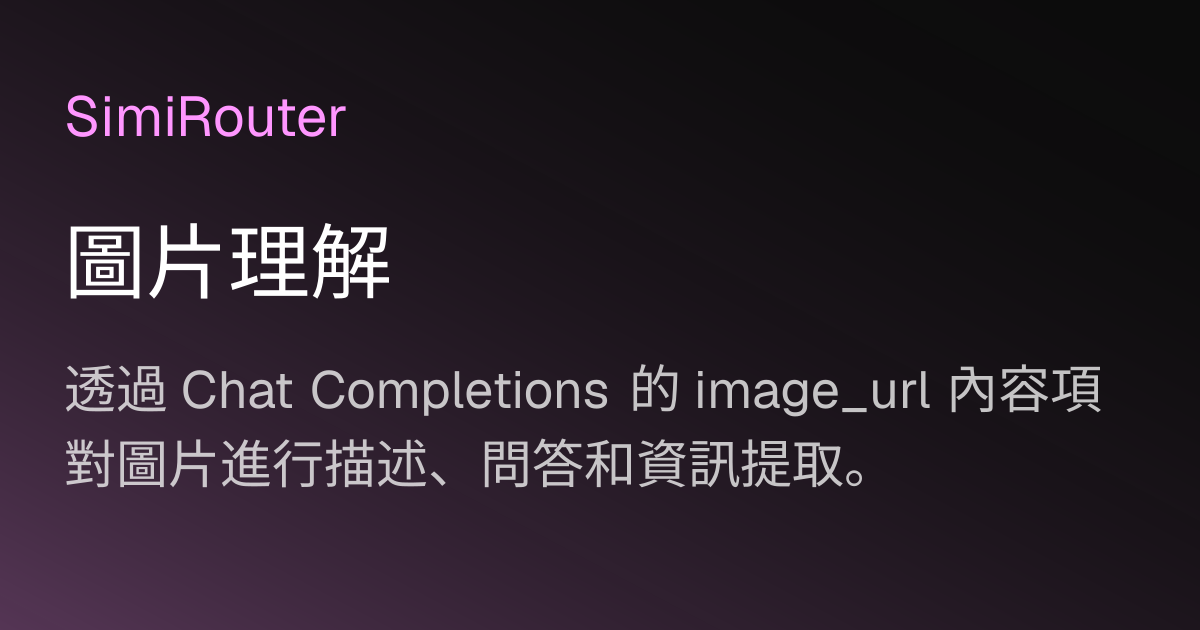 SimiRouter
圖片理解
透過 Chat Completions 的 image_url 內容項
對圖片進行描述、問答和資訊提取。